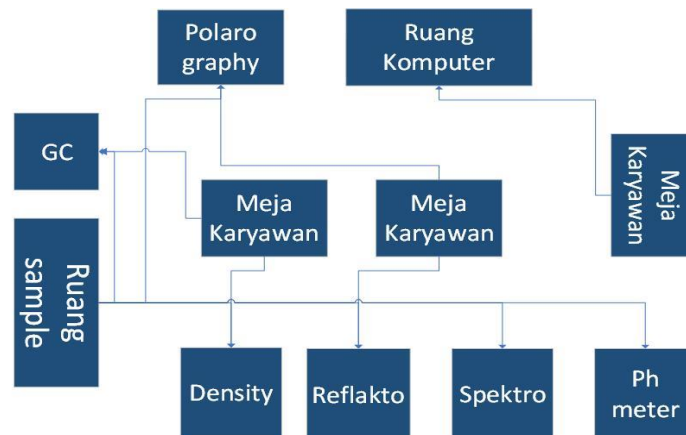 Polaro
graphy
Ruang
Komputer
GC
Meja
Karyawan
Meja
Karyawan
Meja
Karyawan
Ruang
sample
Density
Reflakto
Spektro
Ph
meter